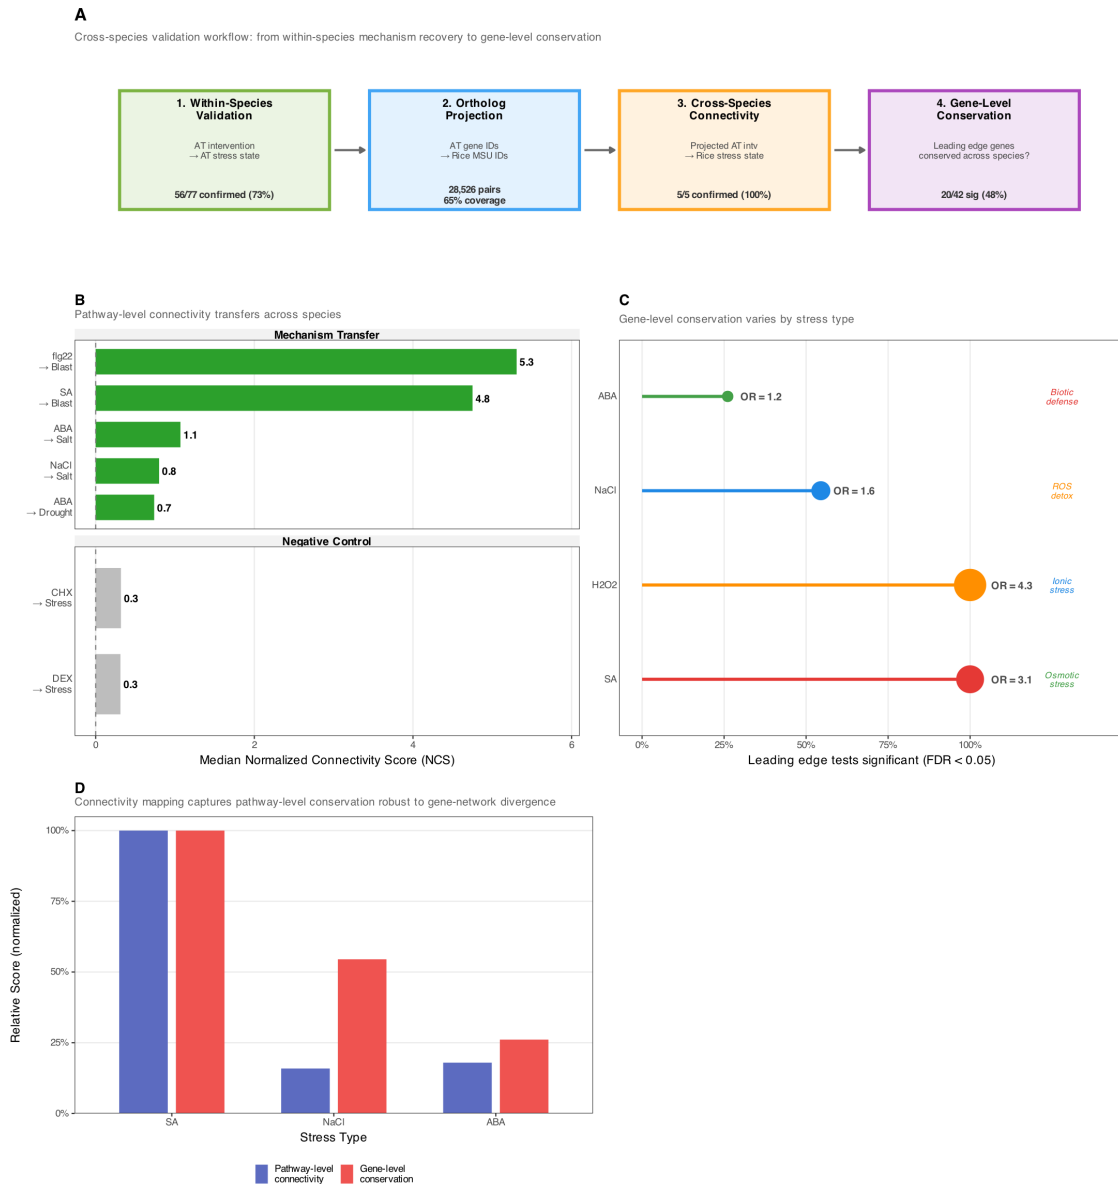 A
Cross-species validation workflow: from within-species mechanism recovery to gene-level conservation
1. Within-Species
Validation
AT intervention
→ AT stress state
56/77 confirmed (73%)
2. Ortholog
Projection
AT gene IDs
→ Rice MSU IDs
28,526 pairs
65% coverage
3. Cross-Species
Connectivity
Projected AT intv
→ Rice stress state
5/5 confirmed (100%)
4. Gene-Level
Conservation
Leading edge genes
conserved across species?
20/42 sig (48%)
B
Pathway-level connectivity transfers across species
Mechanism Transfer
flg22
→ Blast
5.3
SA
→ Blast
4.8
ABA
→ Salt
1.1
NaCl
→ Salt
0.8
ABA
→ Drought
0.7
Negative Control
CHX
→ Stress
0.3
DEX
→ Stress
0.3
0 2 4 6
Median Normalized Connectivity Score (NCS)
C
Gene-level conservation varies by stress type
ABA
OR = 1.2
Biotic
defense
NaCl
OR = 1.6
ROS
detox
H2O2
OR = 4.3
Ionic
stress
SA
OR = 3.1
Osmotic
stress
0% 25% 50% 75% 100%
Leading edge tests significant (FDR < 0.05)
D
Connectivity mapping captures pathway-level conservation robust to gene-network divergence
Relative Score (normalized)
100%
75%
50%
25%
0%
SA NaCl ABA
Stress Type
Pathway-level
connectivity
Gene-level
conservation